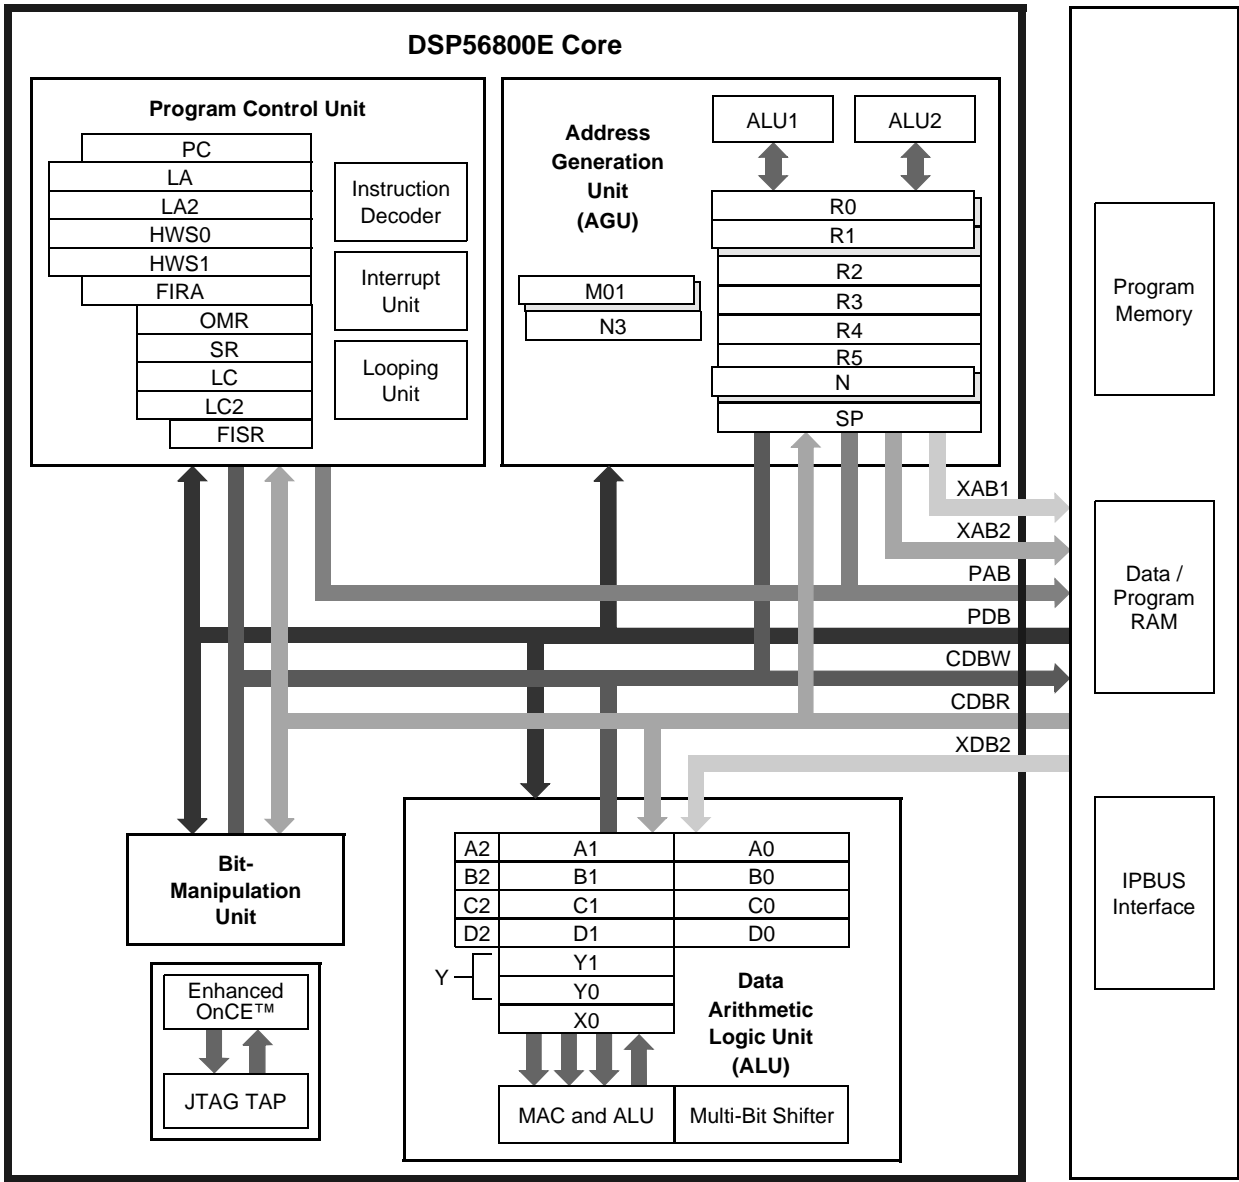 DSP56800E Core
Program Control Unit
PC
LA
LA2
HWS0
HWS1
FIRA
OMR
SR
LC
LC2
FISR
Instruction
Decoder
Interrupt
Unit
Looping
Unit
Address
Generation
Unit
(AGU)
ALU1
ALU2
R0
R1
R2
R3
R4
R5
N
SP
M01
N3
XAB1
XAB2
PAB
PDB
CDBW
CDBR
XDB2
Program
Memory
Data /
Program
RAM
IPBUS
Interface
Bit-
Manipulation
Unit
Enhanced
OnCE™
JTAG TAP
A2
A1
A0
B2
B1
B0
C2
C1
C0
D2
D1
D0
Y
Y1
Y0
X0
Data
Arithmetic
Logic Unit
(ALU)
MAC and ALU
Multi-Bit Shifter